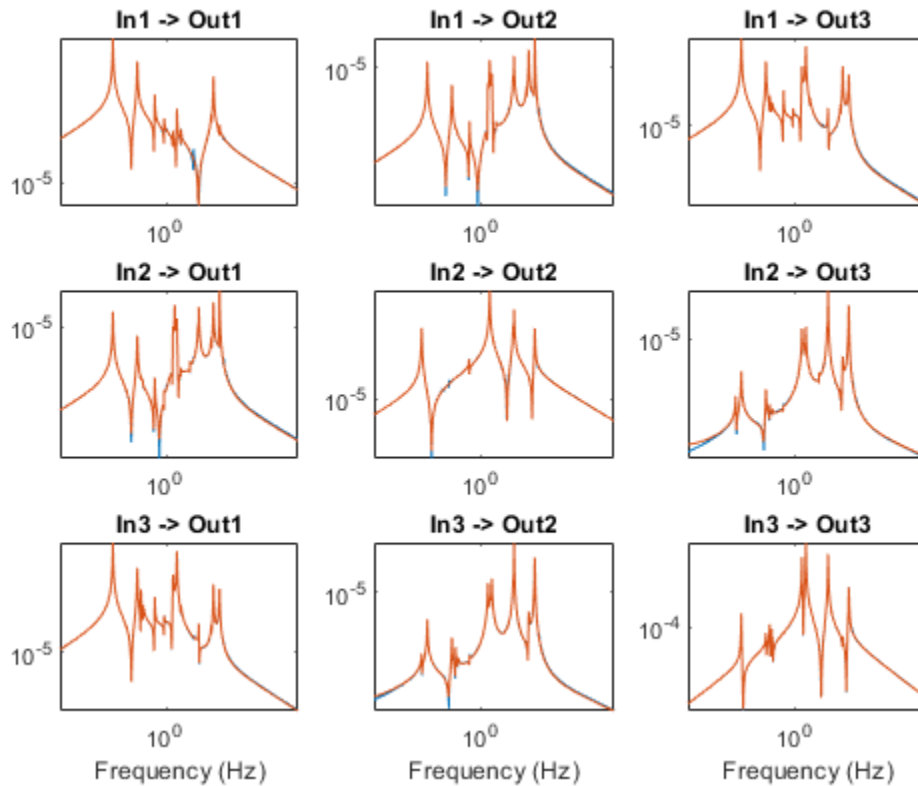 In1 -> Out1 In1 -> Out2 In1 -> Out3
10^-5 10^-5 10^-5
10^0 10^0 10^0
In2 -> Out1 In2 -> Out2 In2 -> Out3
10^-5 10^-5 10^-5
10^0 10^0 10^0
In3 -> Out1 In3 -> Out2 In3 -> Out3
10^-5 10^-5 10^-4
10^0 10^0 10^0
Frequency (Hz) Frequency (Hz) Frequency (Hz)